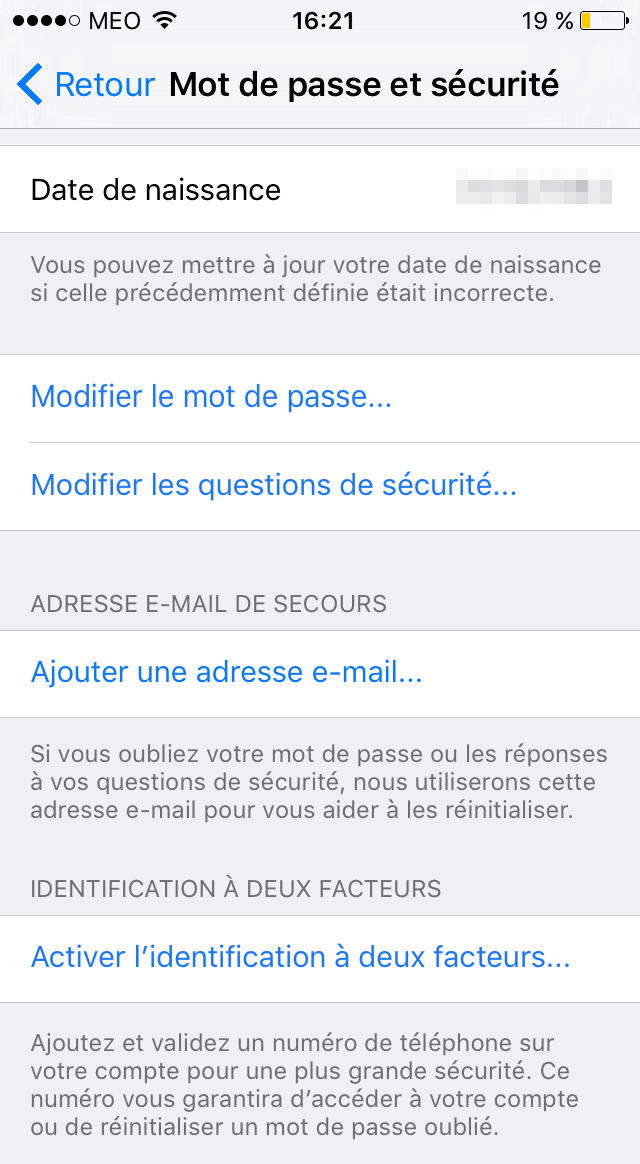 MEO 16:21 19 %
Retour Mot de passe et sécurité
Date de naissance
Vous pouvez mettre à jour votre date de naissance
si celle précédemment définie était incorrecte.
Modifier le mot de passe...
Modifier les questions de sécurité...
ADRESSE E-MAIL DE SECOURS
Ajouter une adresse e-mail...
Si vous oubliez votre mot de passe ou les réponses
à vos questions de sécurité, nous utiliserons cette
adresse e-mail pour vous aider à les réinitialiser.
IDENTIFICATION À DEUX FACTEURS
Activer l’identification à deux facteurs...
Ajoutez et validez un numéro de téléphone sur
votre compte pour une plus grande sécurité. Ce
numéro vous garantira d’accéder à votre compte
ou de réinitialiser un mot de passe oublié.